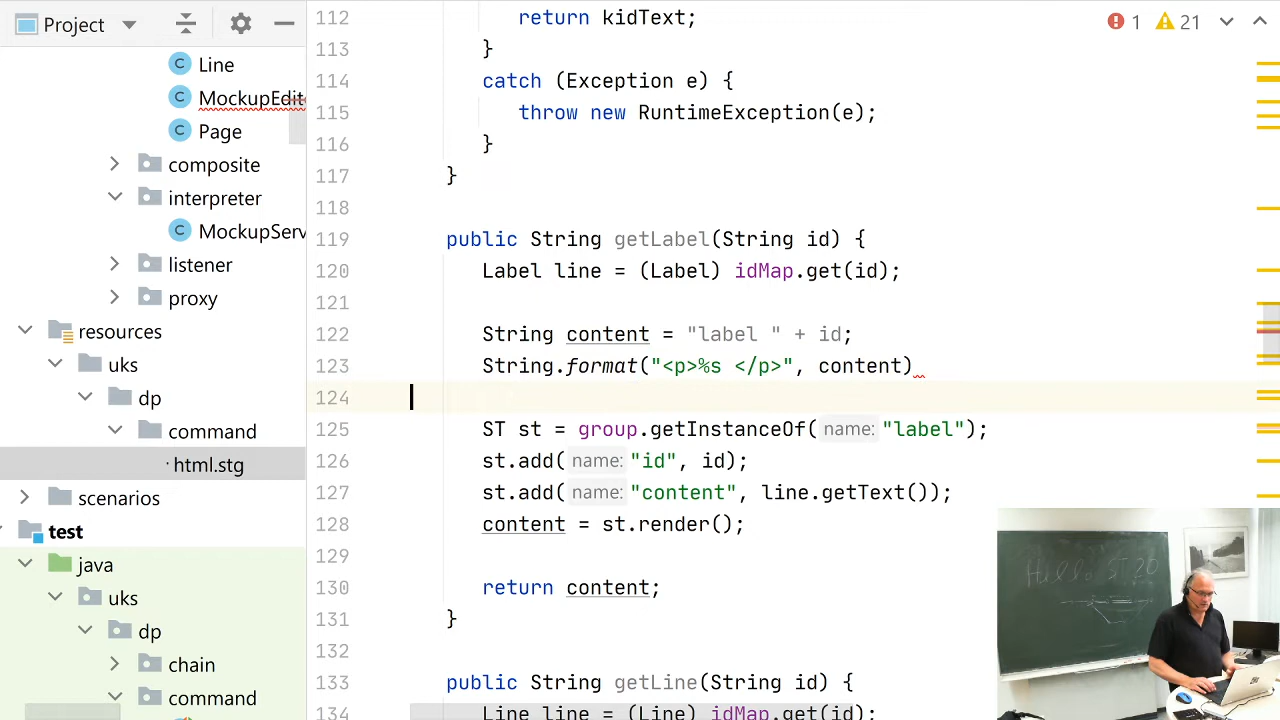 Project
Line
MockupEdit
Page
composite
interpreter
MockupServ
listener
proxy
resources
uks
dp
command
html.stg
scenarios
test
java
uks
dp
chain
command
1 21
112 return kidText;
113 }
114 catch (Exception e) {
115 throw new RuntimeException(e);
116 }
117 }
118
119 public String getLabel(String id) {
120 Label line = (Label) idMap.get(id);
121
122 String content = "label " + id;
123 String.format("<p>%s </p>", content)
124
125 ST st = group.getInstanceOf( name: "label");
126 st.add( name: "id", id);
127 st.add( name: "content", line.getText());
128 content = st.render();
129
130 return content;
131 }
132
133 public String getLine(String id) {
134 Line line = (Line) idMap.get(id);
Hello ST 20